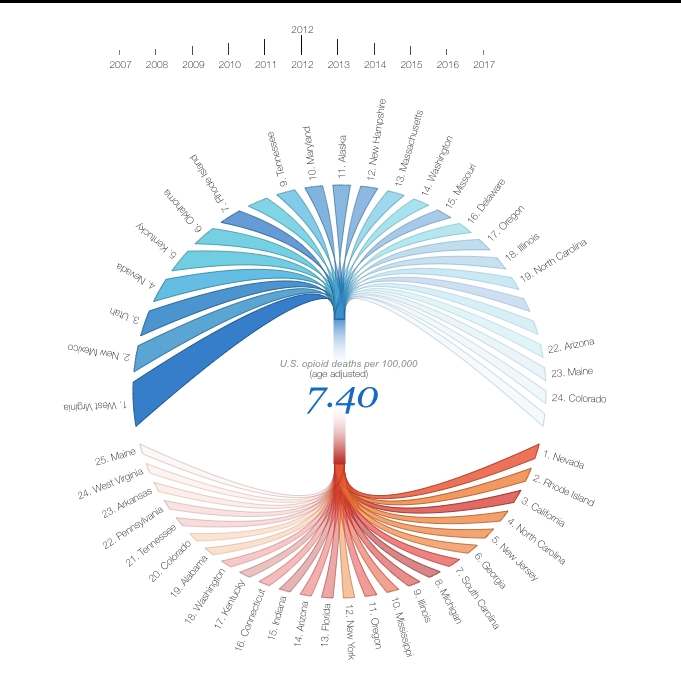 2012
2007 2008 2009 2010 2011 2012 2013 2014 2015 2016 2017
1. West Virginia
2. New Mexico
3. Utah
4. Nevada
5. Kentucky
6. Oklahoma
7. Rhode Island
9. Tennessee
10. Maryland
11. Alaska
12. New Hampshire
13. Massachusetts
14. Washington
15. Missouri
16. Delaware
17. Oregon
18. Illinois
19. North Carolina
22. Arizona
23. Maine
24. Colorado
U.S. opioid deaths per 100,000
(age adjusted)
7.40
1. Nevada
2. Rhode Island
3. California
4. North Carolina
5. New Jersey
6. Georgia
7. South Carolina
8. Michigan
9. Illinois
10. Mississippi
11. Oregon
12. New York
13. Florida
14. Arizona
15. Indiana
16. Connecticut
17. Kentucky
18. Washington
19. Alabama
20. Colorado
21. Tennessee
22. Pennsylvania
23. Arkansas
24. West Virginia
25. Maine